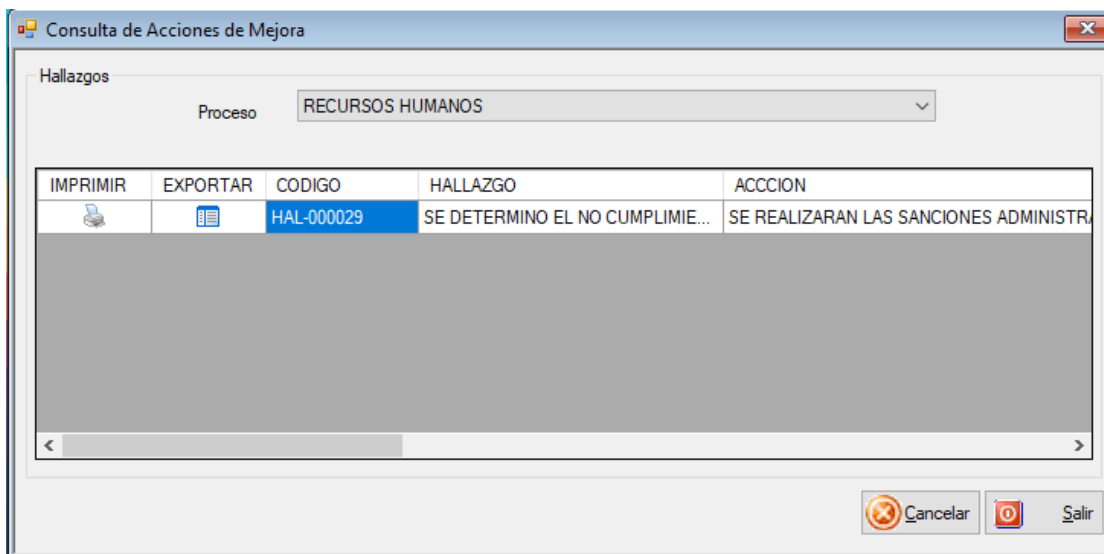 Consulta de Acciones de Mejora
Hallazgos
Proceso RECURSOS HUMANOS
IMPRIMIR EXPORTAR CODIGO HALLAZGO ACCCION
HAL-000029 SE DETERMINO EL NO CUMPLIMIE... SE REALIZARAN LAS SANCIONES ADMINISTRA
Cancelar Salir